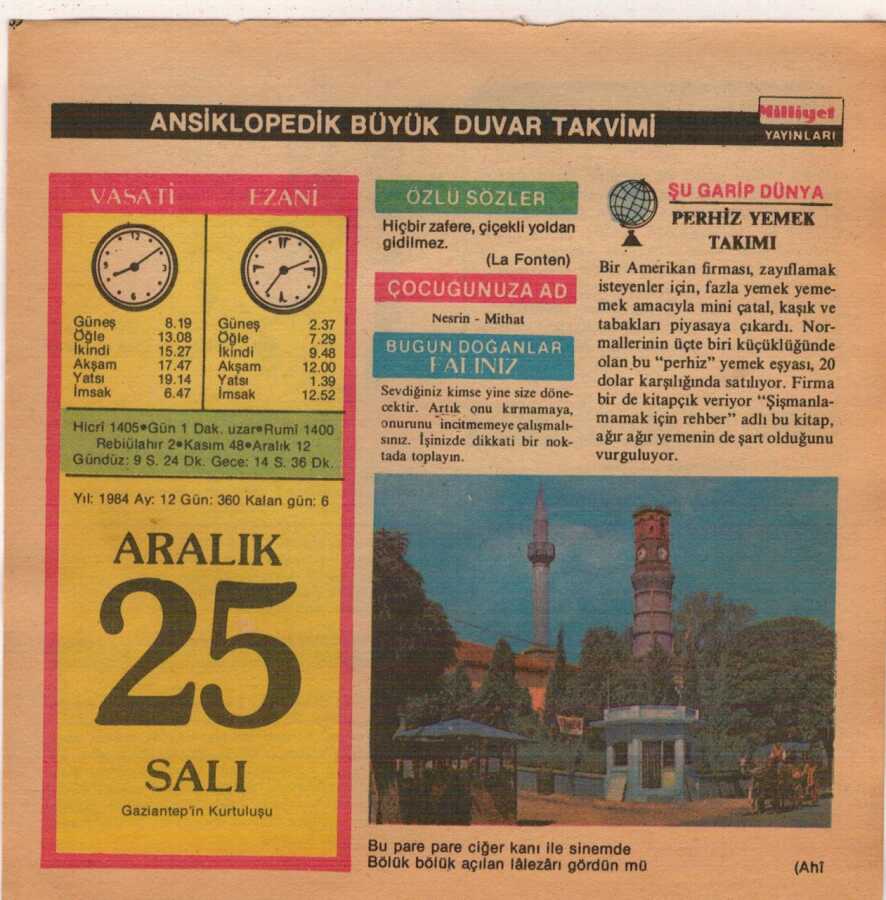 ANSİKLOPEDİK BÜYÜK DUVAR TAKVİMİ
Milliyet
YAYINLARI
VASATİ
EZANİ
Güneş 8.19
Öğle 13.08
İkindi 15.27
Akşam 17.47
Yatsı 19.14
İmsak 6.47
Güneş 2.37
Öğle 7.29
İkindi 9.48
Akşam 12.00
Yatsı 1.39
İmsak 12.52
Hicrî 1405•Gün 1 Dak. uzar•Rumî 1400
Rebiülahır 2•Kasım 48•Aralık 12
Gündüz: 9 S. 24 Dk. Gece: 14 S. 36 Dk.
Yıl: 1984 Ay: 12 Gün: 360 Kalan gün: 6
ARALIK
25
SALI
Gaziantep'in Kurtuluşu
ÖZLÜ SÖZLER
Hiçbir zafere, çiçekli yoldan
gidilmez.
(La Fonten)
ÇOCUĞUNUZA AD
Nesrin - Mithat
BUGÜN DOĞANLAR
FALINIZ
Sevdiğiniz kimse yine size döne-
cektir. Artık onu kırmamaya,
onurunu incitmemeye çalışmalı-
sınız. İşinizde dikkati bir nok-
tada toplayın.
ŞU GARİP DÜNYA
PERHİZ YEMEK
TAKIMI
Bir Amerikan firması, zayıflamak
isteyenler için, fazla yemek yeme-
mek amacıyla mini çatal, kaşık ve
tabakları piyasaya çıkardı. Nor-
mallerinin üçte biri küçüklüğünde
olan bu “perhiz” yemek eşyası, 20
dolar karşılığında satılıyor. Firma
bir de kitapçık veriyor “Şişmanla-
mamak için rehber” adlı bu kitap,
ağır ağır yemenin de şart olduğunu
vurguluyor.
Bu pare pare ciğer kanı ile sinemde
Bölük bölük açılan lâlezârı gördün mü
(Ahî